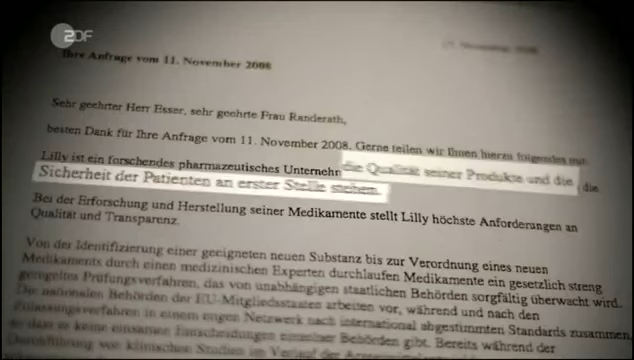 ZDF
17. November 2008
Ihre Anfrage vom 11. November 2008
Sehr geehrter Herr Esser, sehr geehrte Frau Randerath,
besten Dank für Ihre Anfrage vom 11. November 2008. Gerne teilen wir Ihnen hierzu folgendes mit:
Lilly ist ein forschendes pharmazeutisches Unternehm die Qualität seiner Produkte und die die
Sicherheit der Patienten an erster Stelle stehen.
Bei der Erforschung und Herstellung seiner Medikamente stellt Lilly höchste Anforderungen an
Qualität und Transparenz.
Von der Identifizierung einer geeigneten neuen Substanz bis zur Verordnung eines neuen
Medikaments durch einen medizinischen Experten durchlaufen Medikamente ein gesetzlich streng
geregeltes Prüfungsverfahren, das von unabhängigen staatlichen Behörden sorgfältig überwacht wird.
Die nationalen Behörden der EU-Mitgliedsstaaten arbeiten vor, während und nach den
Zulassungsverfahren in einem engen Netzwerk nach international abgestimmten Standards zusammen,
so dass es keine einsamen Entscheidungen einzelner Behörden gibt. Bereits während der
Durchführung von klinischen Studien im Verlauf der